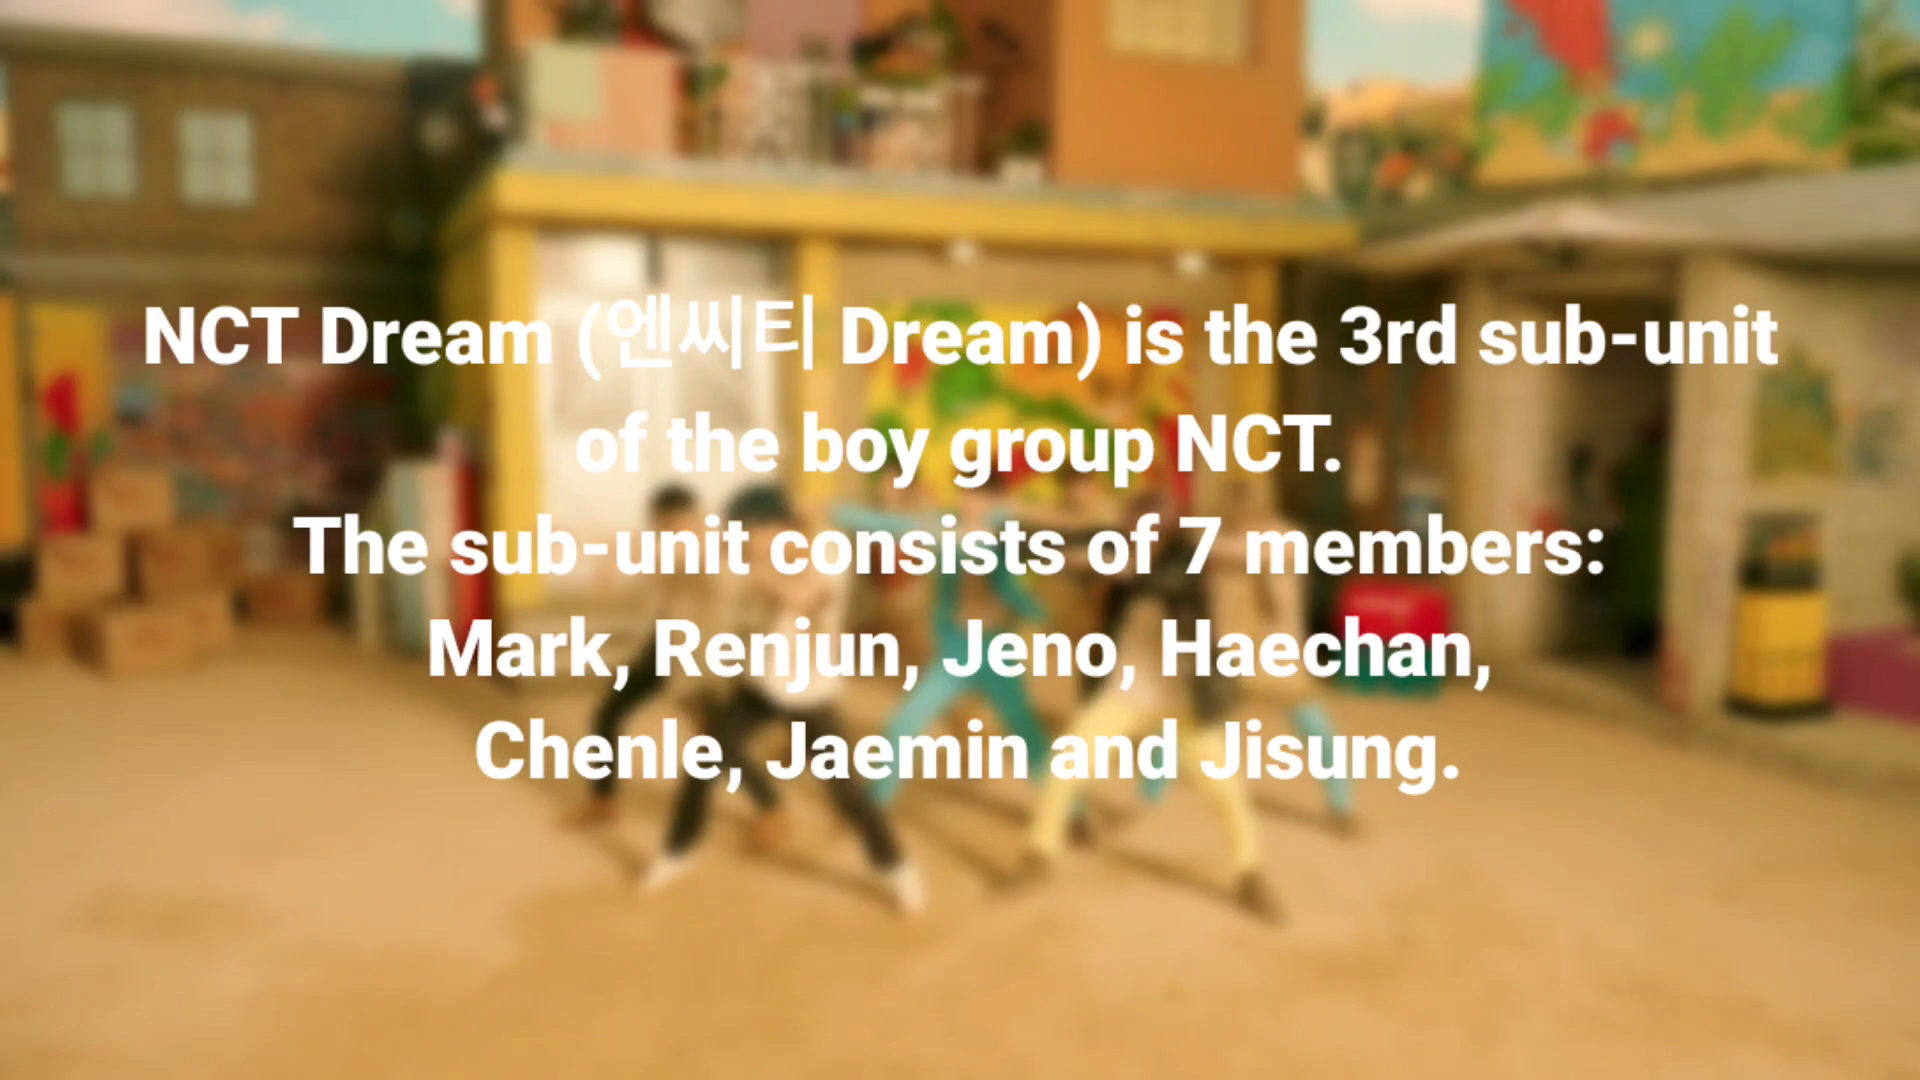 NCT Dream (엔씨티 Dream) is the 3rd sub-unit
of the boy group NCT.
The sub-unit consists of 7 members:
Mark, Renjun, Jeno, Haechan,
Chenle, Jaemin and Jisung.